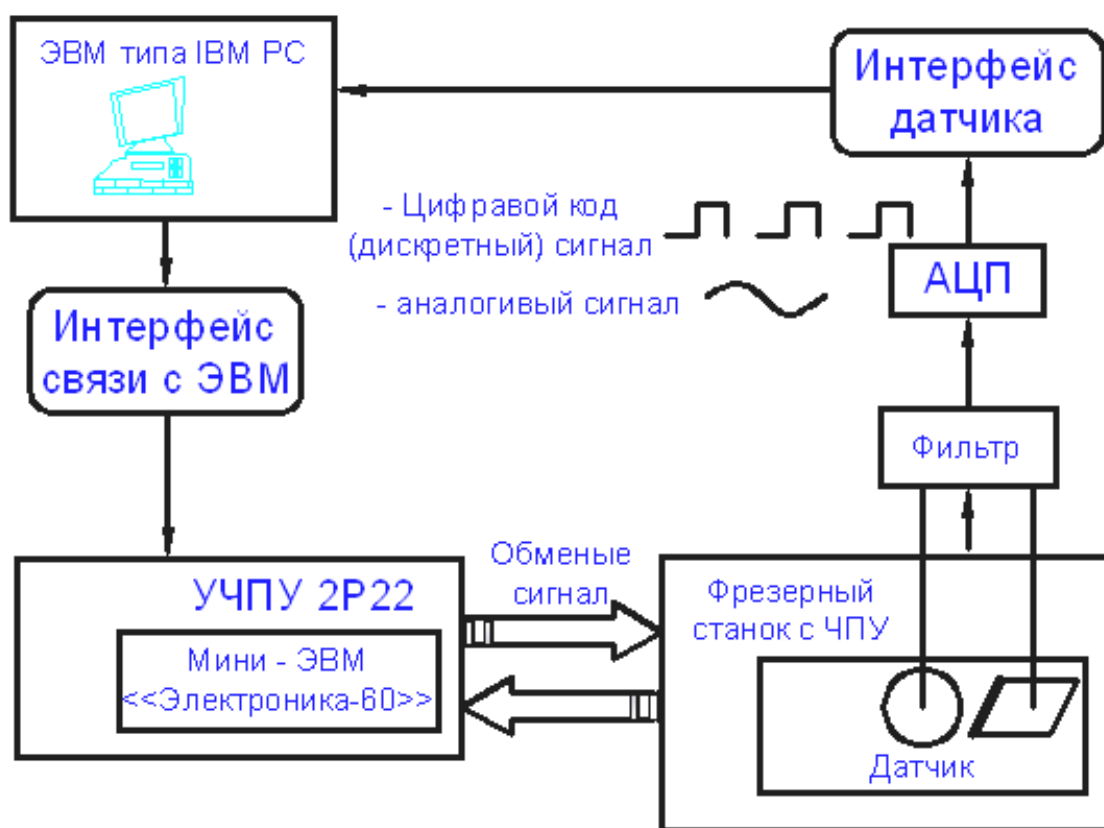 ЭВМ типа IBM PC
Интерфейс
датчика
- Цифравой код
(дискретный) сигнал
- аналогивый сигнал
АЦП
Интерфейс
связи с ЭВМ
Фильтр
УЧПУ 2Р22
Мини - ЭВМ
<<Электроника-60>>
Обменые
сигнал
Фрезерный
станок с ЧПУ
Датчик